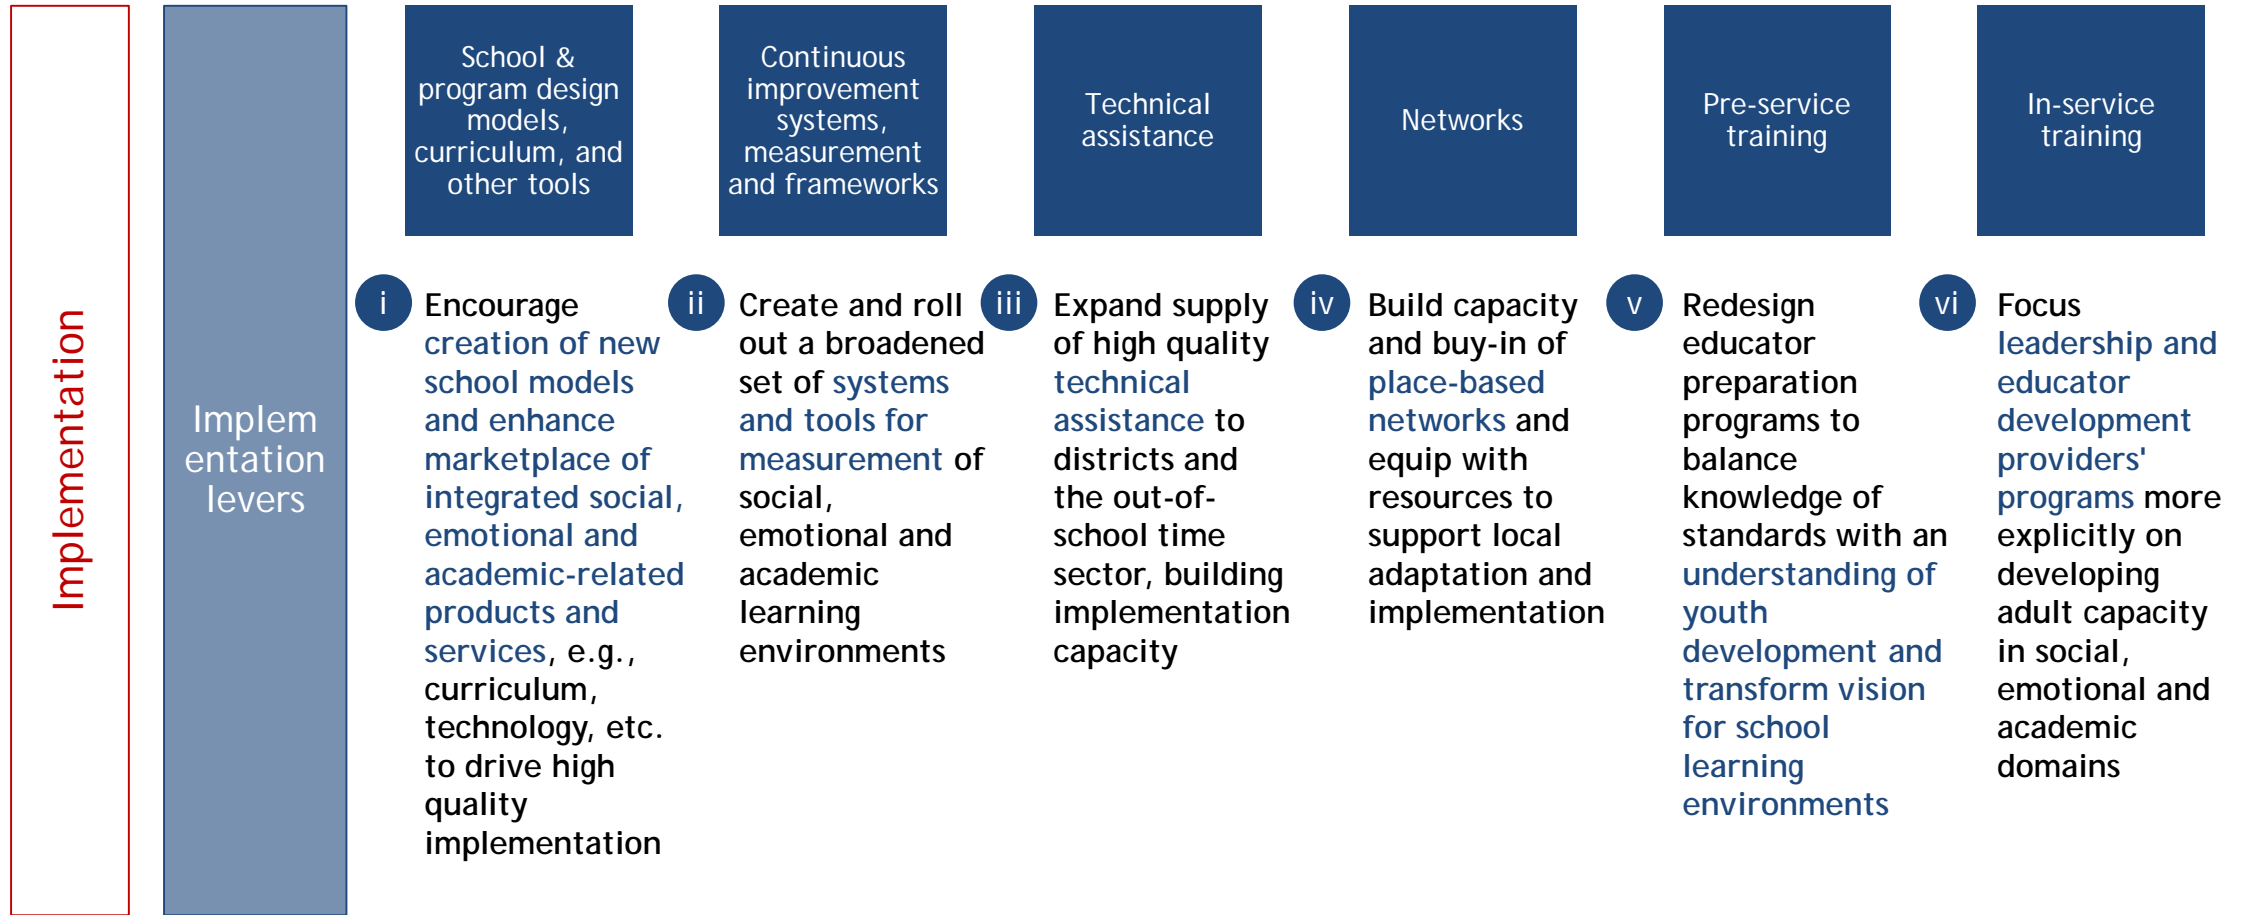 Implementation
Implem
entation
levers
School &
program design
models,
curriculum, and
other tools
Continuous
improvement
systems,
measurement
and frameworks
Technical
assistance
Networks
Pre-service
training
In-service
training
i
Encourage
creation of new
school models
and enhance
marketplace of
integrated social,
emotional and
academic-related
products and
services, e.g.,
curriculum,
technology, etc.
to drive high
quality
implementation
ii
Create and roll
out a broadened
set of systems
and tools for
measurement of
social,
emotional and
academic
learning
environments
iii
Expand supply
of high quality
technical
assistance to
districts and
the out-of-
school time
sector, building
implementation
capacity
iv
Build capacity
and buy-in of
place-based
networks and
equip with
resources to
support local
adaptation and
implementation
v
Redesign
educator
preparation
programs to
balance
knowledge of
standards with an
understanding of
youth
development and
transform vision
for school
learning
environments
vi
Focus
leadership and
educator
development
providers'
programs more
explicitly on
developing
adult capacity
in social,
emotional and
academic
domains